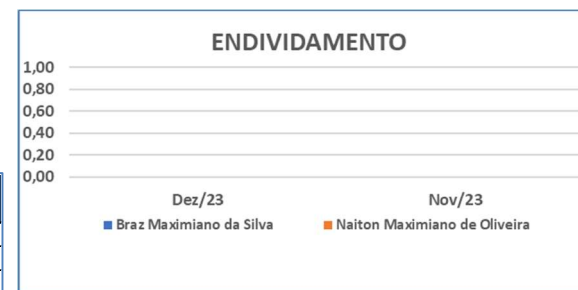 ENDIVIDAMENTO
1,00
0,80
0,60
0,40
0,20
0,00
Dez/23 Nov/23
Braz Maximiano da Silva Naiton Maximiano de Oliveira